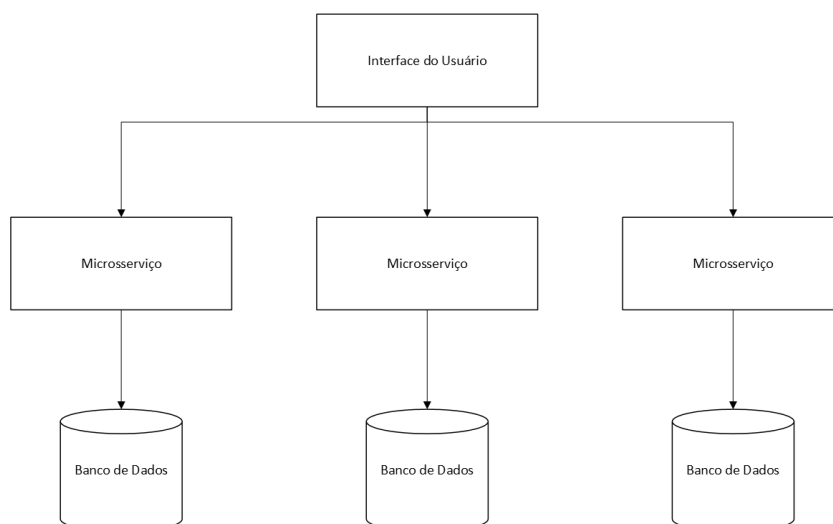 Interface do Usuário
Microsserviço
Microsserviço
Microsserviço
Banco de Dados
Banco de Dados
Banco de Dados